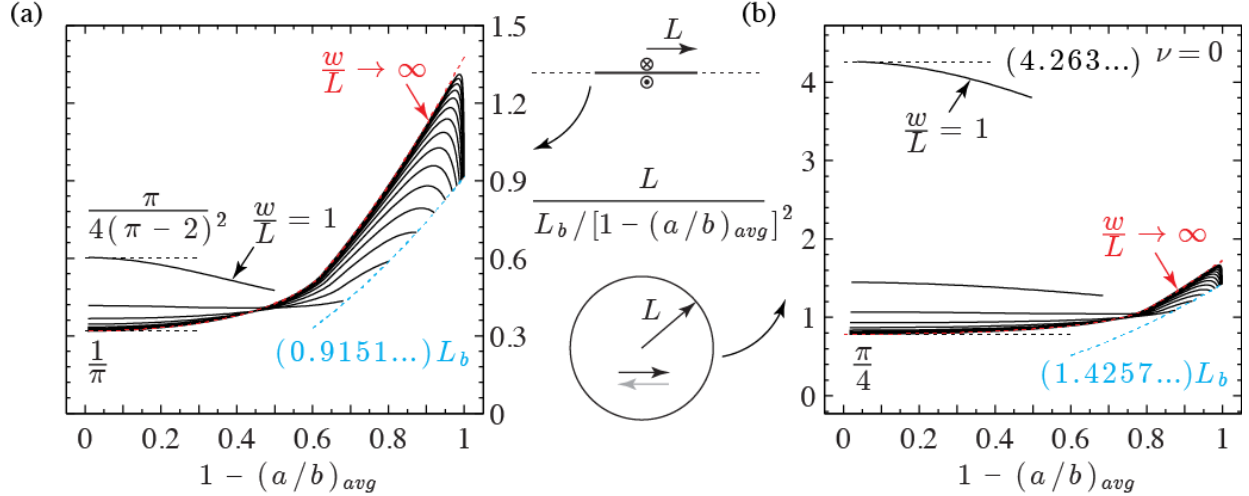 (a)
w/L → ∞
π/4(π − 2)²
w/L = 1
1/π
(0.9151...)L_b
1.5
1.2
0.9
0.6
0.3
0
0 0.2 0.4 0.6 0.8 1
1 − (a/b)_avg
L
L
L_b/[1 − (a/b)_avg]²
L
(b)
(4.263...) ν = 0
w/L = 1
w/L → ∞
π/4
(1.4257...)L_b
4
3
2
1
0
0 0.2 0.4 0.6 0.8 1
1 − (a/b)_avg